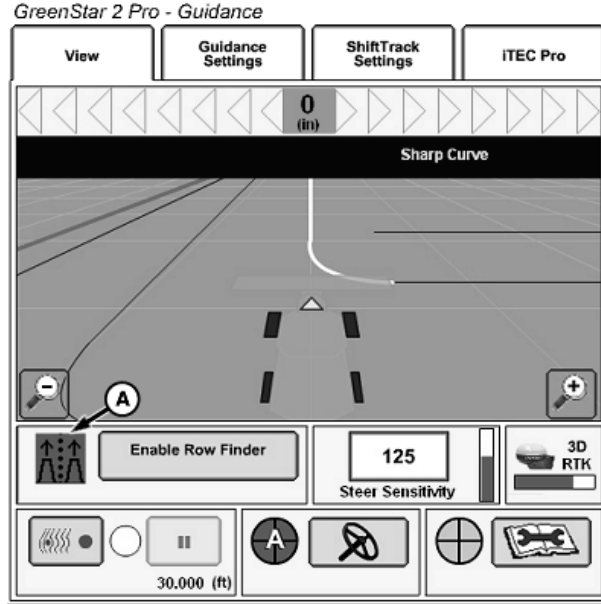 GreenStar 2 Pro - Guidance
View
Guidance
Settings
ShiftTrack
Settings
iTEC Pro
0
(in)
Sharp Curve
A
Enable Row Finder
125
Steer Sensitivity
3D
RTK
A
30.000 (ft)